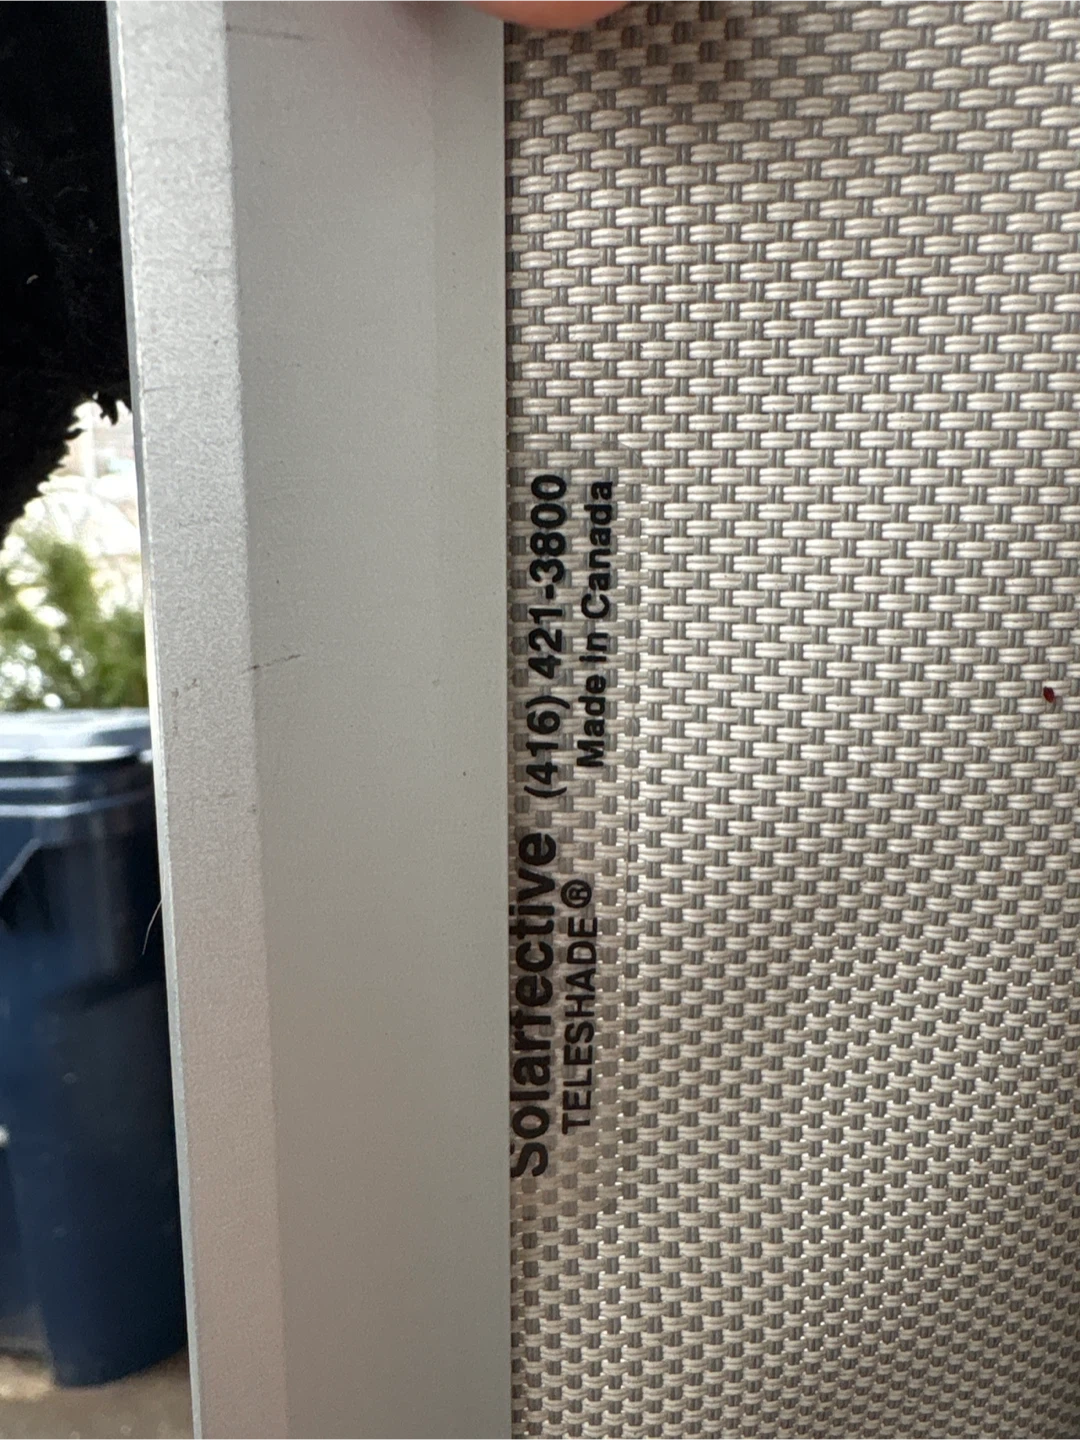 Solarfective (416) 421-3800
TELESHADE® Made In Canada